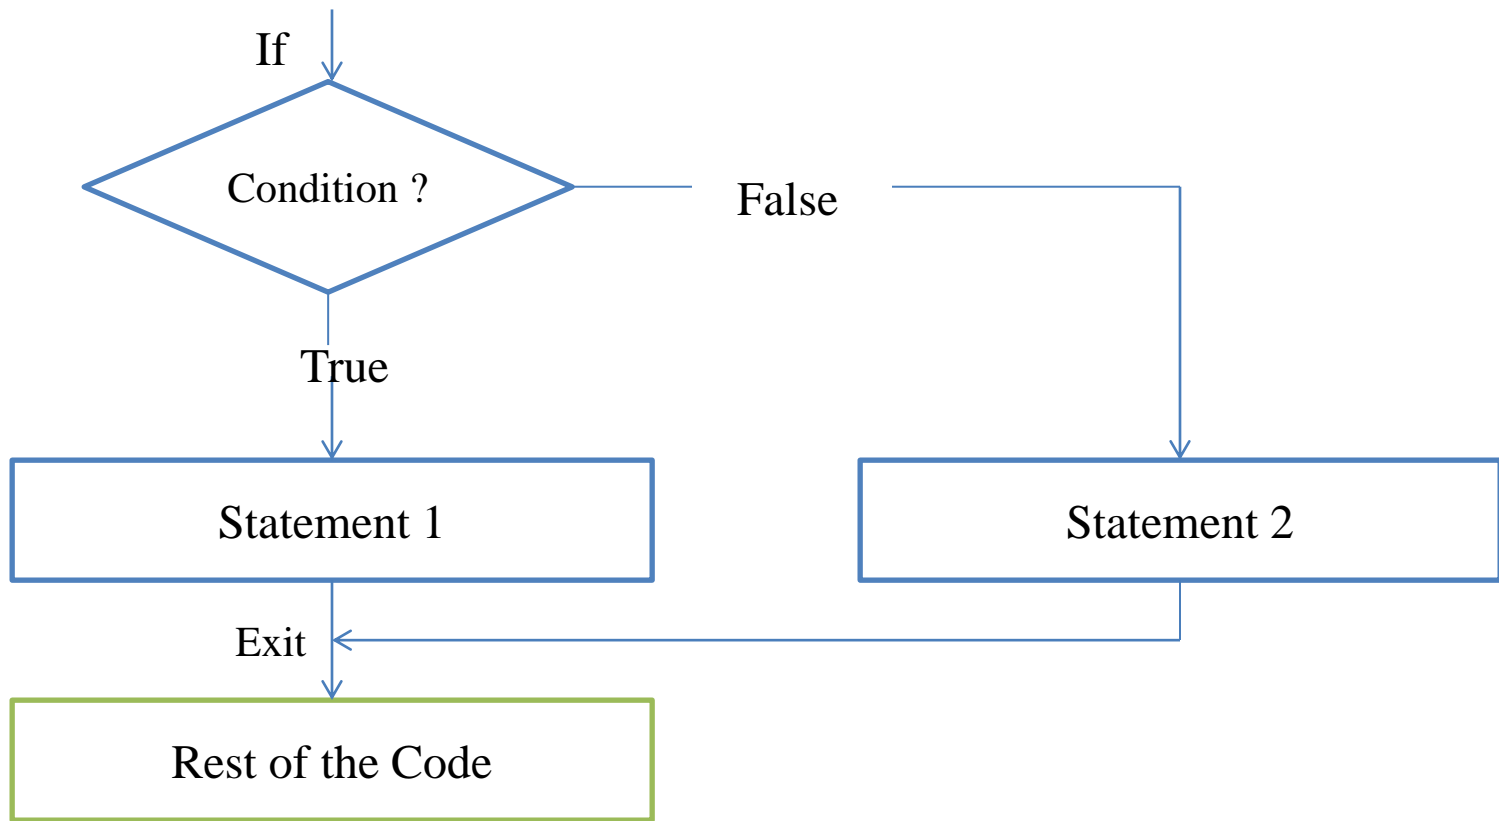 If
Condition ?
False
True
Statement 1
Statement 2
Exit
Rest of the Code